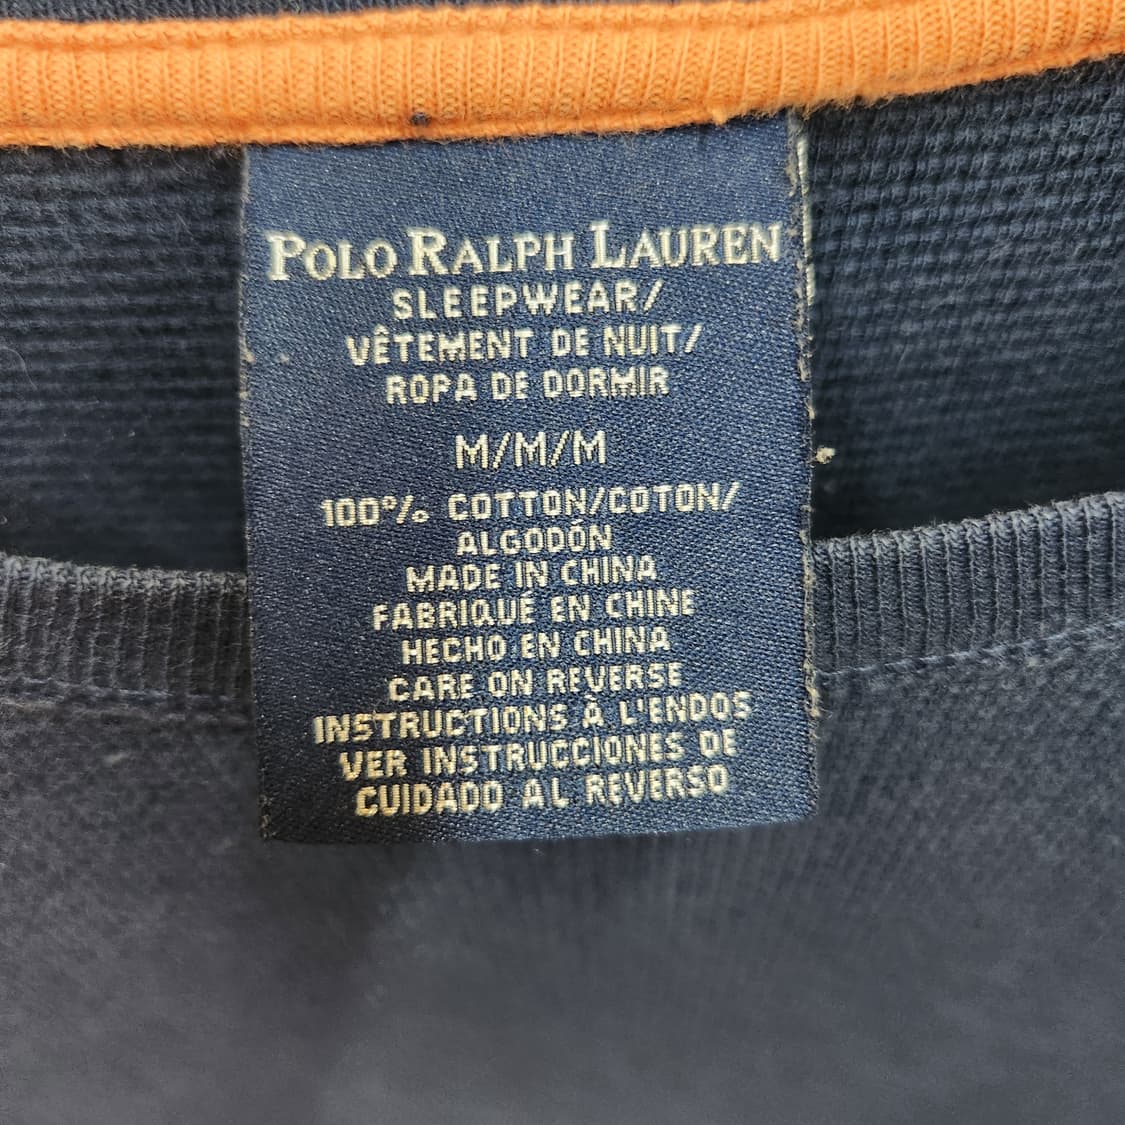 POLO RALPH LAUREN
SLEEPWEAR/
VÊTEMENT DE NUIT/
ROPA DE DORMIR
M/M/M
100% COTTON/COTON/
ALGODÓN
MADE IN CHINA
FABRIQUÉ EN CHINE
HECHO EN CHINA
CARE ON REVERSE
INSTRUCTIONS À L'ENDOS
VER INSTRUCCIONES DE
CUIDADO AL REVERSO